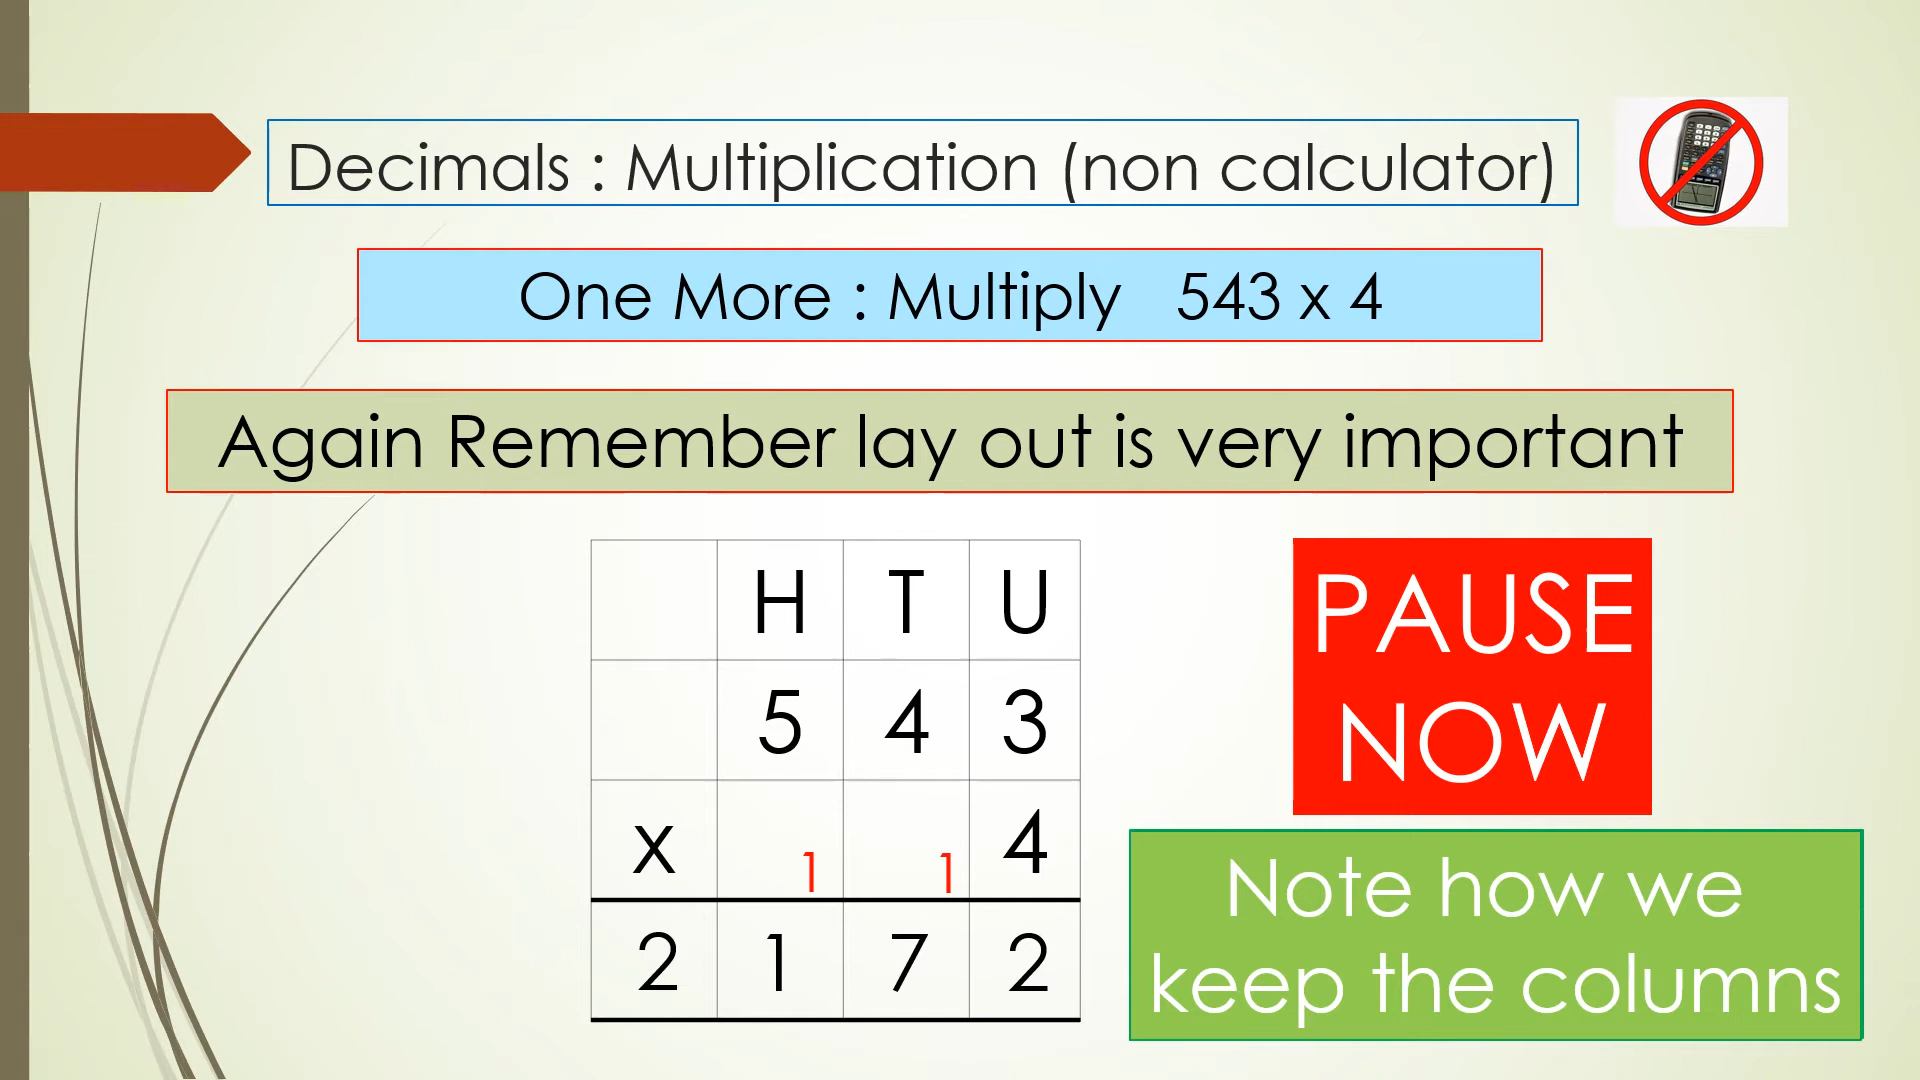 Decimals : Multiplication (non calculator)
One More : Multiply 543 x 4
Again Remember lay out is very important
H T U
5 4 3
x 1 1 4
2 1 7 2
PAUSE
NOW
Note how we
keep the columns